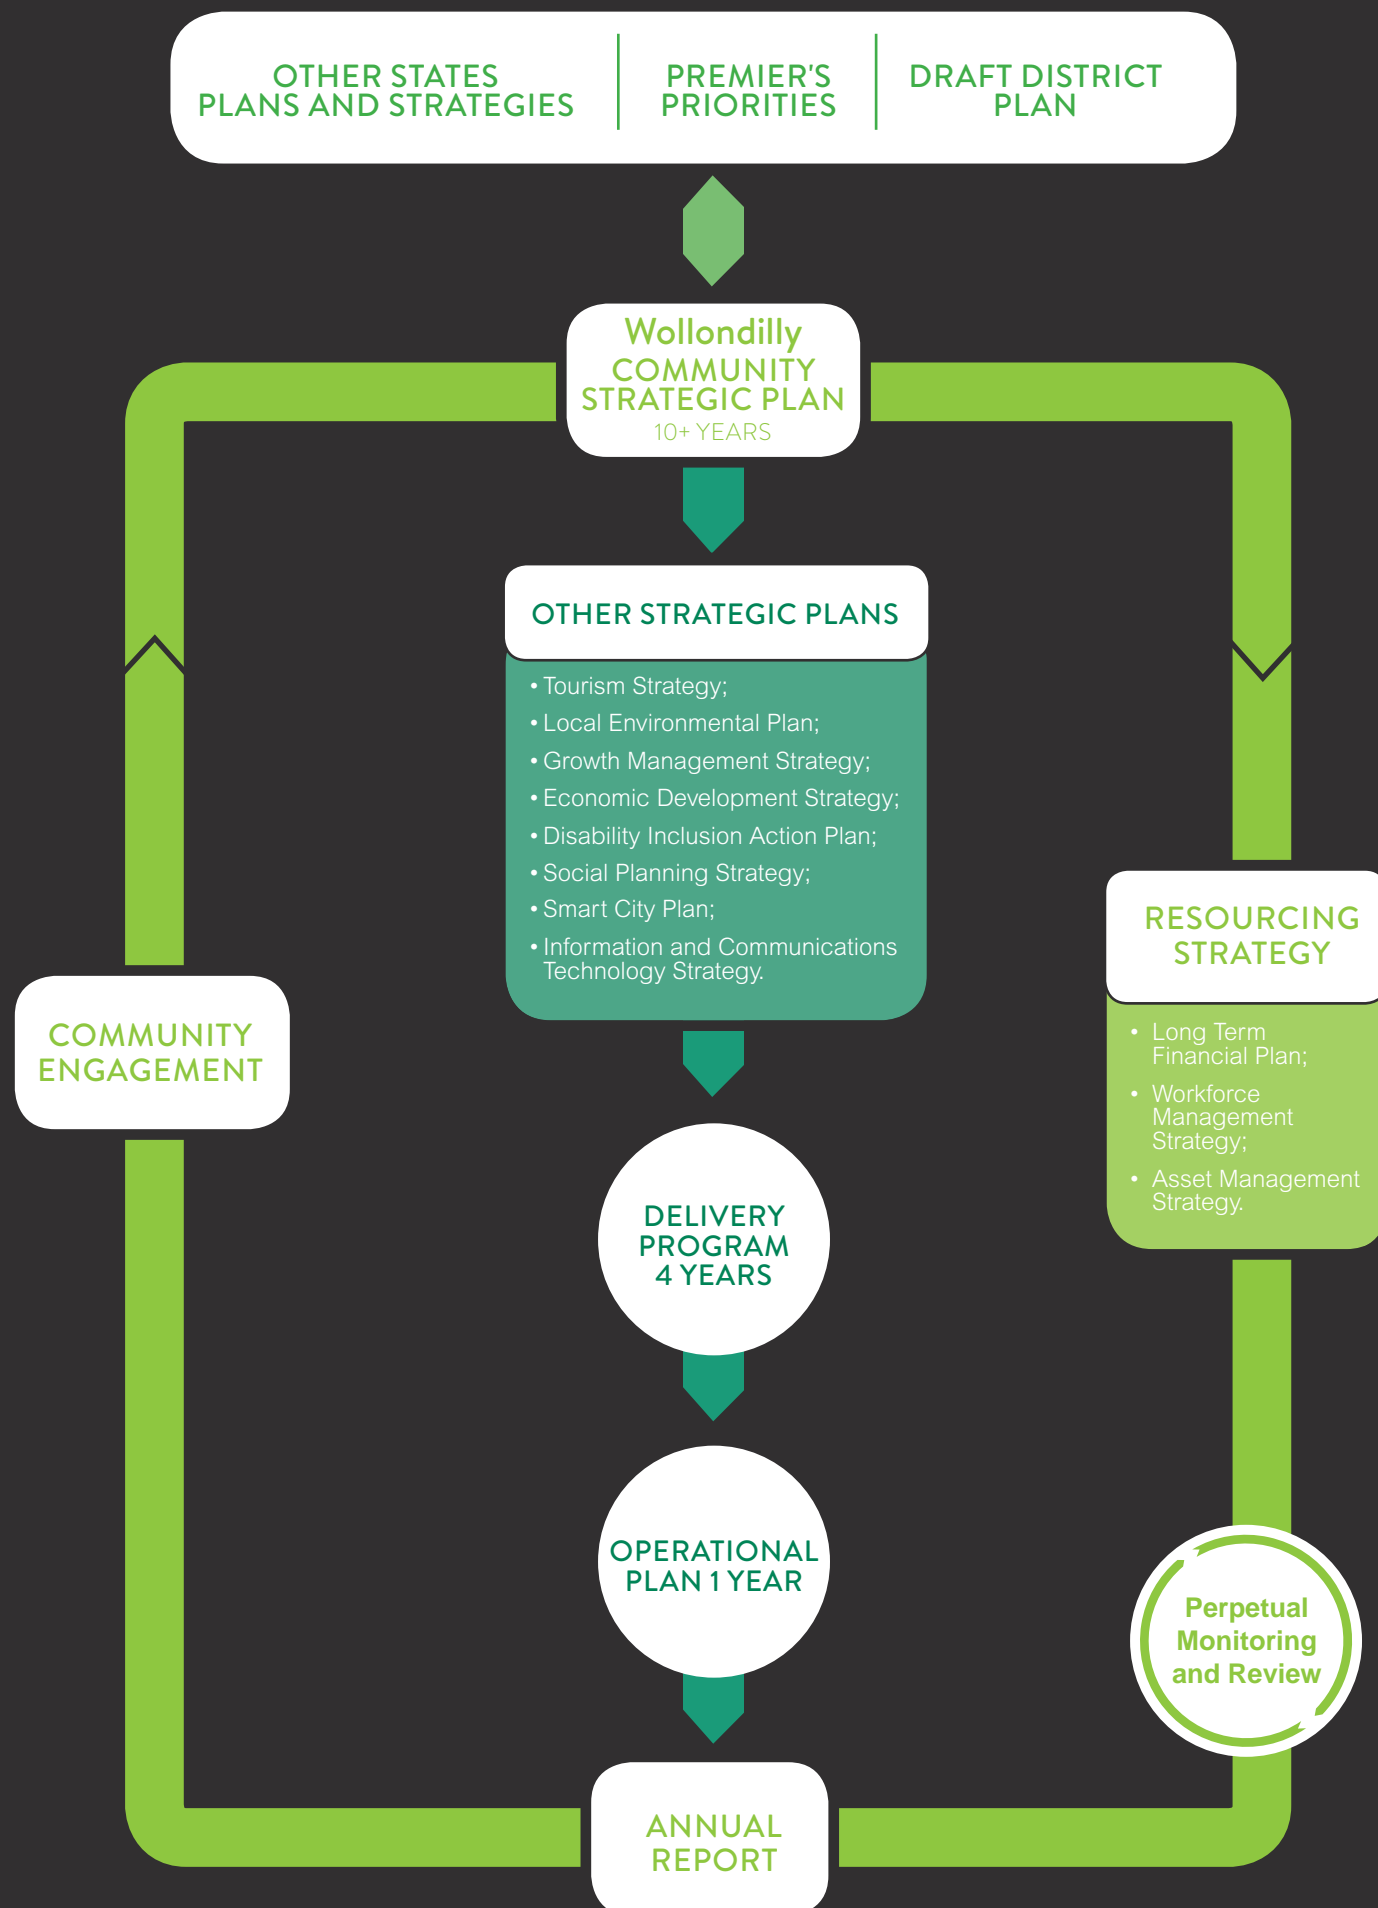 OTHER STATES
PLANS AND STRATEGIES
PREMIER'S
PRIORITIES
DRAFT DISTRICT
PLAN
Wollondilly
COMMUNITY
STRATEGIC PLAN
10+ YEARS
OTHER STRATEGIC PLANS
• Tourism Strategy;
• Local Environmental Plan;
• Growth Management Strategy;
• Economic Development Strategy;
• Disability Inclusion Action Plan;
• Social Planning Strategy;
• Smart City Plan;
• Information and Communications
Technology Strategy.
RESOURCING
STRATEGY
• Long Term
Financial Plan;
• Workforce
Management
Strategy;
• Asset Management
Strategy.
COMMUNITY
ENGAGEMENT
DELIVERY
PROGRAM
4 YEARS
OPERATIONAL
PLAN 1 YEAR
Perpetual
Monitoring
and Review
ANNUAL
REPORT